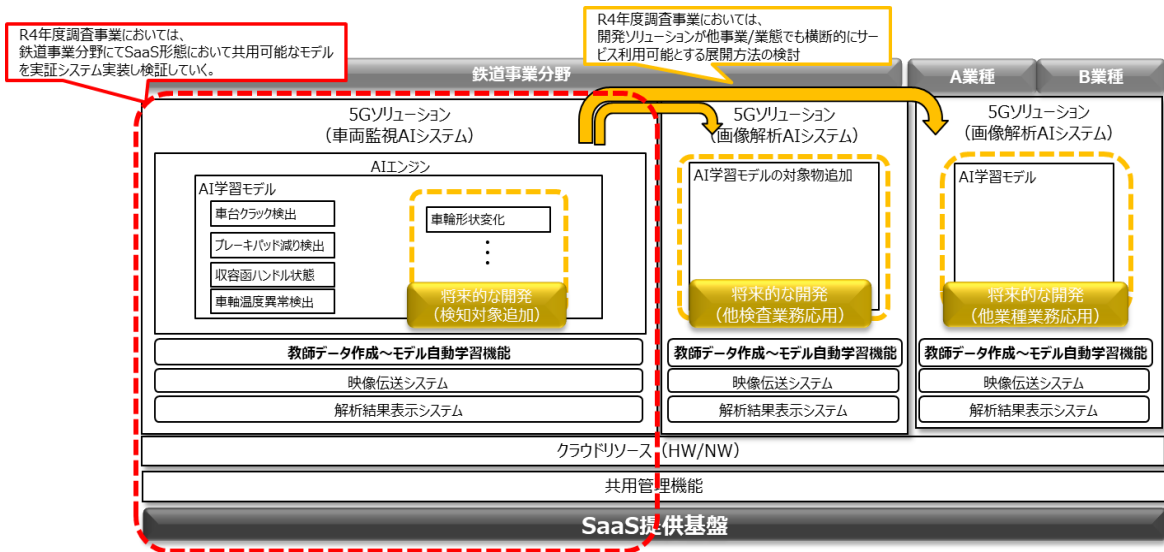 R4年度調査事業においては、
鉄道事業分野にてSaaS形態において共用可能なモデル
を実証システム実装し検証していく。
R4年度調査事業においては、
開発ソリューションが他事業/業態でも横断的にサー
ビス利用可能とする展開方法の検討
鉄道事業分野
A業種
B業種
5Gソリューション
（車両監視AIシステム）
AIエンジン
AI学習モデル
車台クラック検出
ブレーキパッド減り検出
収容函ハンドル状態
車軸温度異常検出
車輪形状変化
⋮
将来的な開発
（検知対象追加）
教師データ作成～モデル自動学習機能
映像伝送システム
解析結果表示システム
5Gソリューション
（画像解析AIシステム）
AI学習モデルの対象物追加
将来的な開発
（他検査業務応用）
教師データ作成～モデル自動学習機能
映像伝送システム
解析結果表示システム
5Gソリューション
（画像解析AIシステム）
AI学習モデル
将来的な開発
（他業種業務応用）
教師データ作成～モデル自動学習機能
映像伝送システム
解析結果表示システム
クラウドリソース（HW/NW）
共用管理機能
SaaS提供基盤